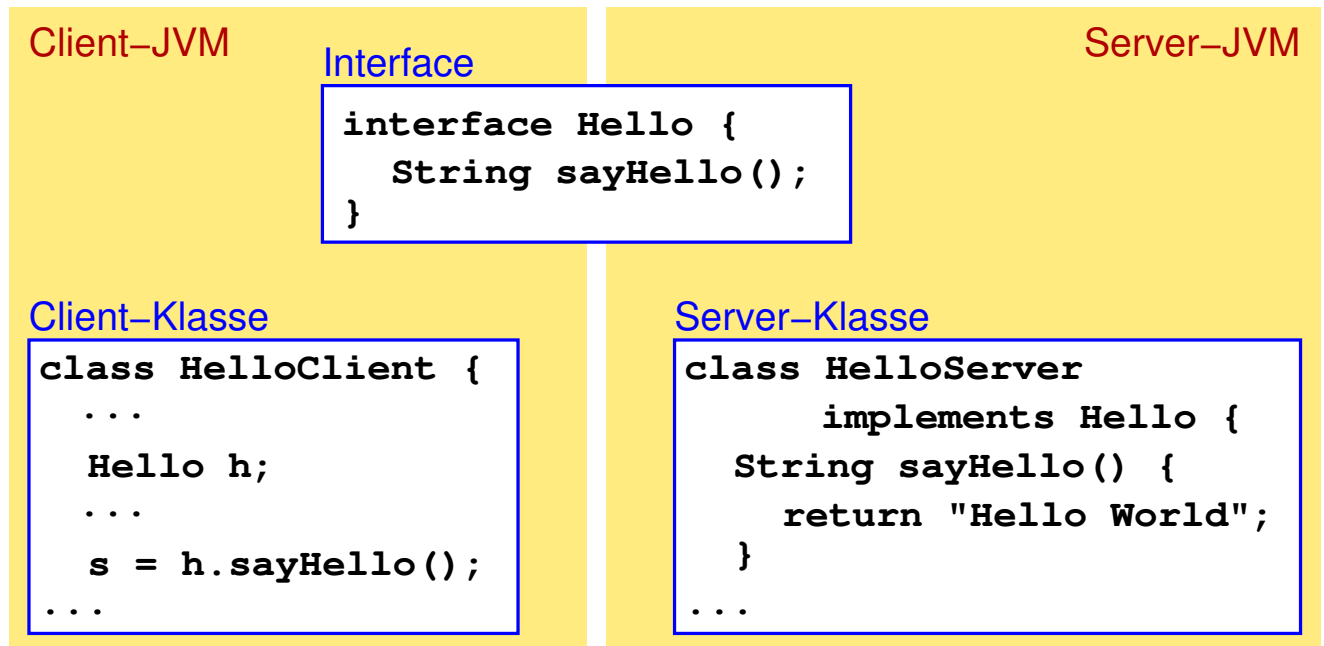 Client–JVM
Server–JVM
Interface
interface Hello {
String sayHello();
}
Client–Klasse
class HelloClient {
...
Hello h;
...
s = h.sayHello();
...
Server–Klasse
class HelloServer
implements Hello {
String sayHello() {
return "Hello World";
}
...